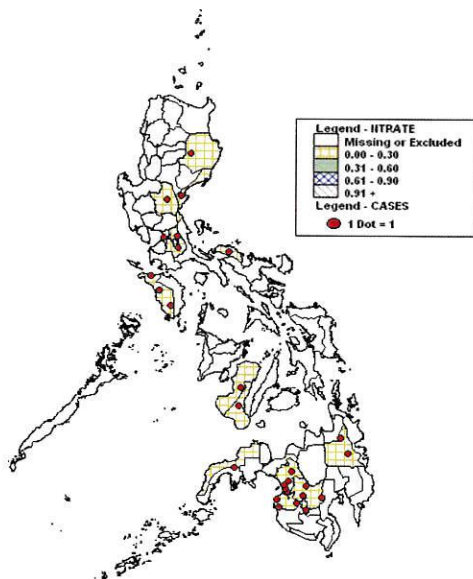 Legend - NTRATE
Missing or Excluded
0.00 - 0.30
0.31 - 0.60
0.61 - 0.90
0.91 +
Legend - CASES
1 Dot = 1